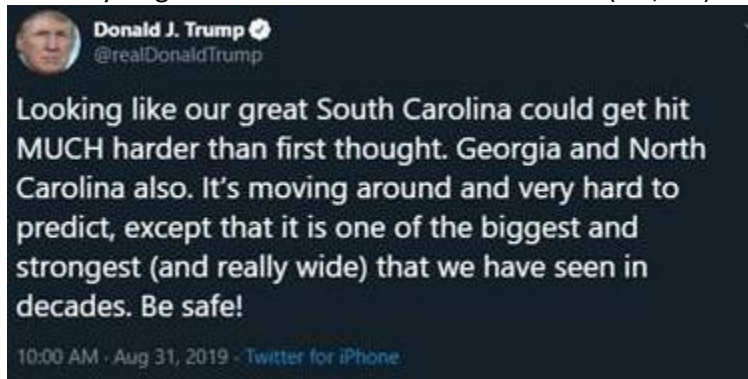 Donald J. Trump
@realDonaldTrump
Looking like our great South Carolina could get hit
MUCH harder than first thought. Georgia and North
Carolina also. It's moving around and very hard to
predict, except that it is one of the biggest and
strongest (and really wide) that we have seen in
decades. Be safe!
10:00 AM · Aug 31, 2019 · Twitter for iPhone